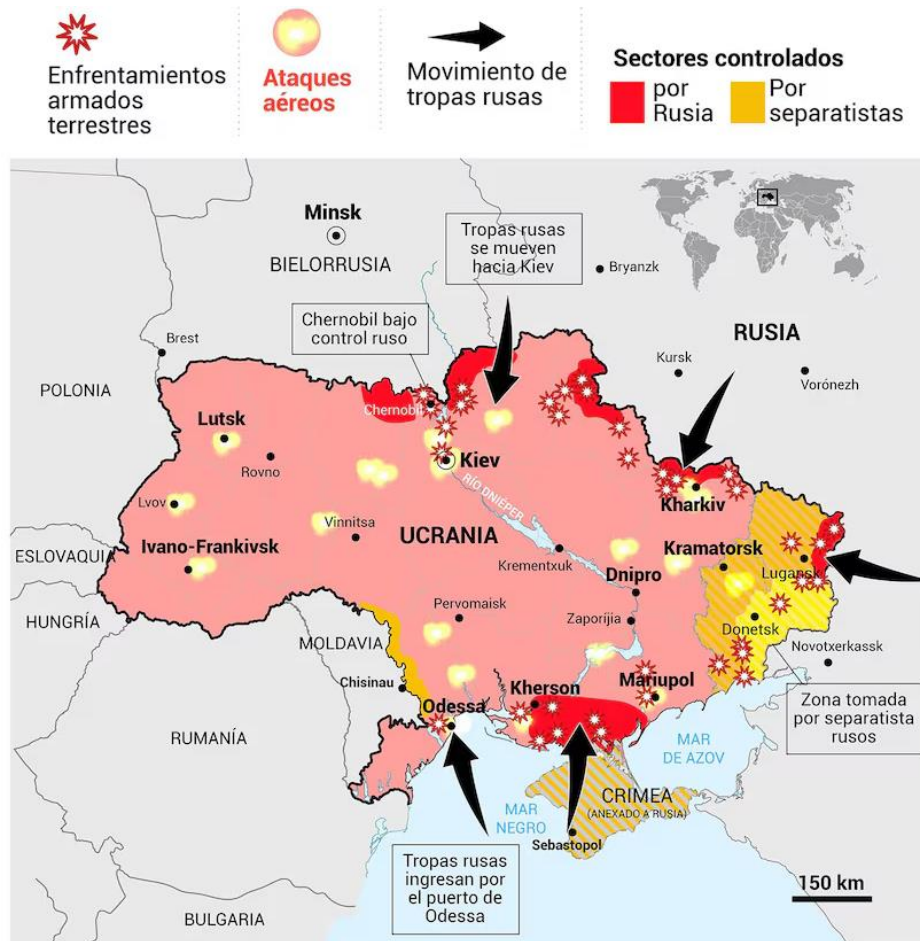 Enfrentamientos
armados
terrestres
Ataques
aéreos
Movimiento de
tropas rusas
Sectores controlados
por
Rusia
Por
separatistas
Minsk
BIELORRUSIA
Tropas rusas
se mueven
hacia Kiev
Bryanzk
Chernobil bajo
control ruso
Brest
RUSIA
Kursk
Vorónezh
POLONIA
Chernobil
Lutsk
Rovno
Kiev
RÍO DNIÉPER
Kharkiv
Lvov
Vinnitsa
UCRANIA
ESLOVAQUIA
Ivano-Frankivsk
Krementxuk
Kramatorsk
Lugansk
Dnipro
HUNGRÍA
Pervomaisk
Zaporijia
Donetsk
MOLDAVIA
Novotxerkassk
Chisinau
Kherson
Mariupol
Odessa
Zona tomada
por separatista
rusos
RUMANÍA
MAR
DE AZOV
CRIMEA
(ANEXADO A RUSIA)
MAR
NEGRO
Sebastopol
Tropas rusas
ingresan por
el puerto de
Odessa
150 km
BULGARIA